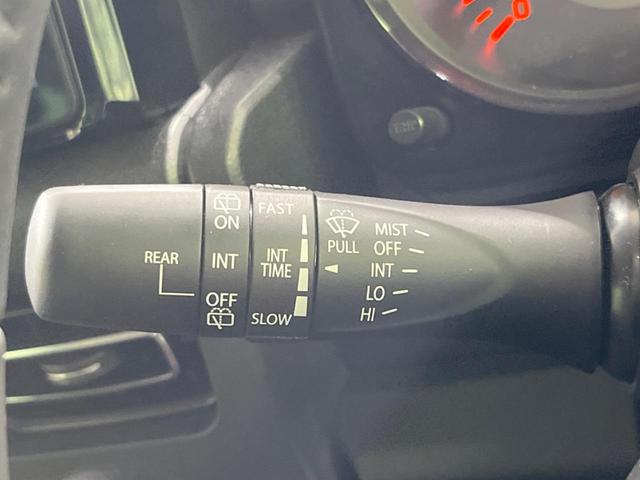 REAR
ON
INT
OFF
FAST
INT
TIME
SLOW
PULL
MIST
OFF
INT
LO
HI